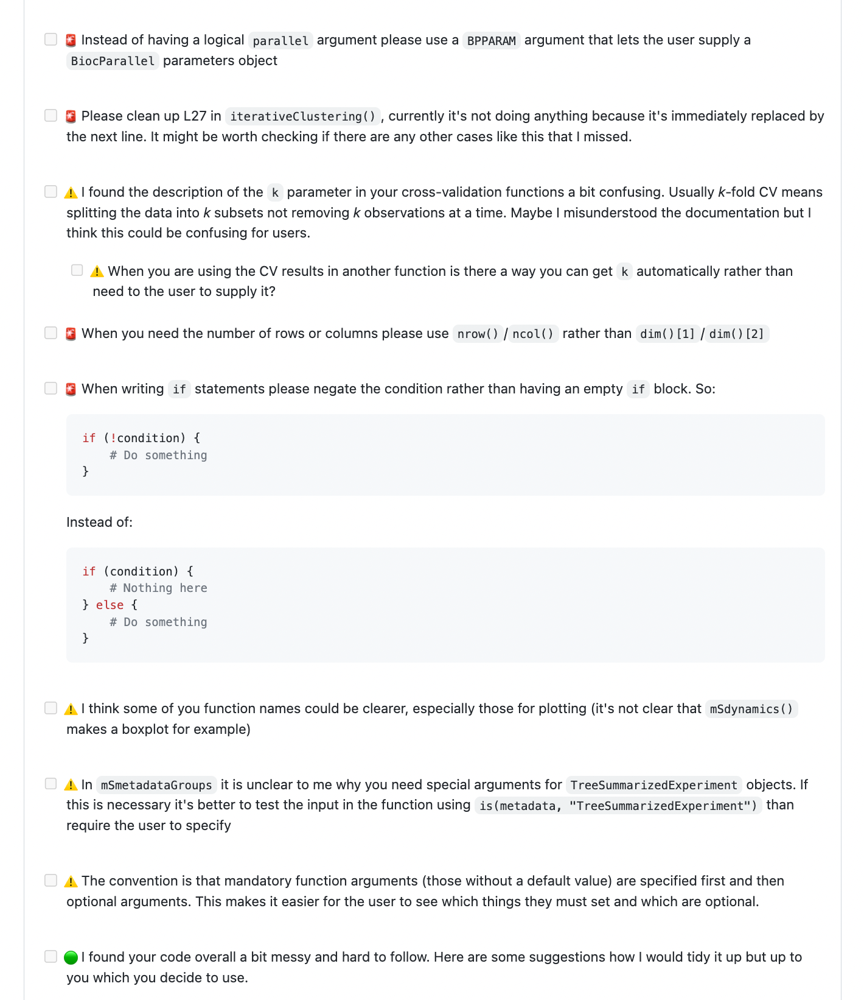 🚨 Instead of having a logical parallel argument please use a BPPARAM argument that lets the user supply a
BiocParallel parameters object
🚨 Please clean up L27 in iterativeClustering(), currently it's not doing anything because it's immediately replaced by
the next line. It might be worth checking if there are any other cases like this that I missed.
⚠️ I found the description of the k parameter in your cross-validation functions a bit confusing. Usually k-fold CV means
splitting the data into k subsets not removing k observations at a time. Maybe I misunderstood the documentation but I
think this could be confusing for users.
⚠️ When you are using the CV results in another function is there a way you can get k automatically rather than
need to the user to supply it?
🚨 When you need the number of rows or columns please use nrow()/ncol() rather than dim()[1]/dim()[2]
🚨 When writing if statements please negate the condition rather than having an empty if block. So:
if (!condition) {
    # Do something
}
Instead of:
if (condition) {
    # Nothing here
} else {
    # Do something
}
⚠️ I think some of you function names could be clearer, especially those for plotting (it's not clear that mSdynamics()
makes a boxplot for example)
⚠️ In mSmetadataGroups it is unclear to me why you need special arguments for TreeSummarizedExperiment objects. If
this is necessary it's better to test the input in the function using is(metadata, "TreeSummarizedExperiment") than
require the user to specify
⚠️ The convention is that mandatory function arguments (those without a default value) are specified first and then
optional arguments. This makes it easier for the user to see which things they must set and which are optional.
🟢 I found your code overall a bit messy and hard to follow. Here are some suggestions how I would tidy it up but up to
you which you decide to use.